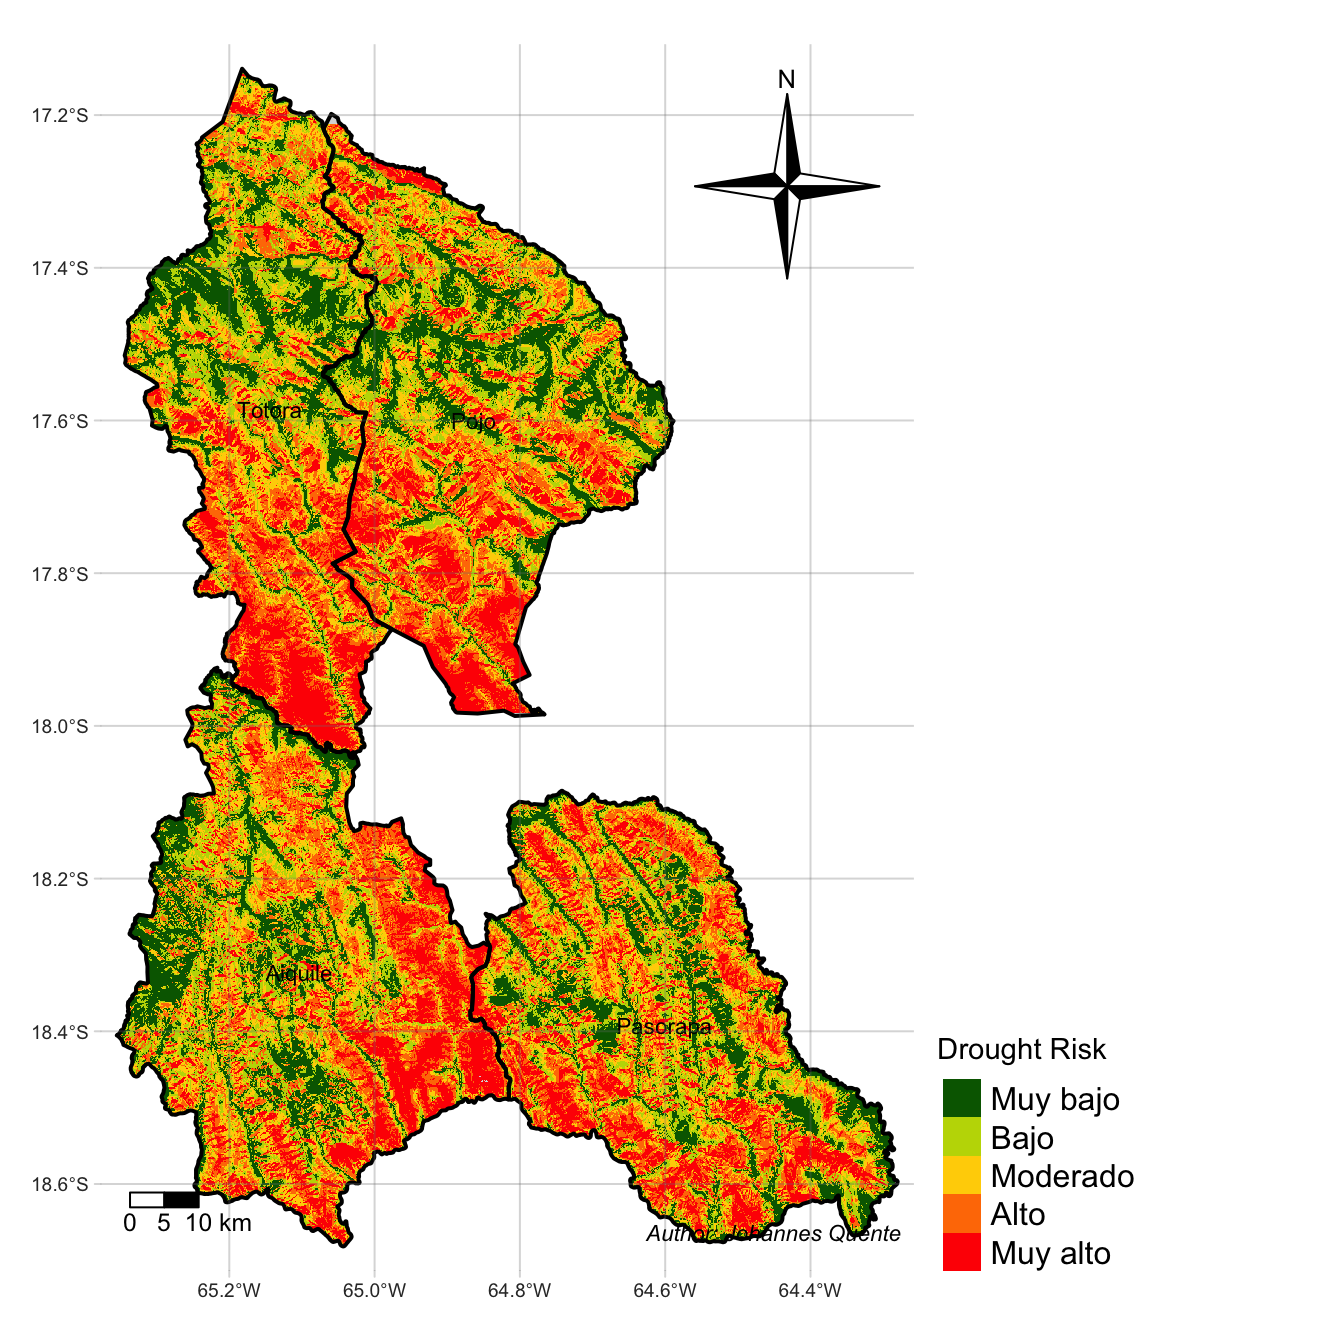 N
17.2°S
17.4°S
17.6°S
17.8°S
18.0°S
18.2°S
18.4°S
18.6°S
Totora
Pojo
Aiquile
Pasorapa
Drought Risk
Muy bajo
Bajo
Moderado
Alto
Muy alto
0 5 10 km
Author: Johannes Quente
65.2°W 65.0°W 64.8°W 64.6°W 64.4°W